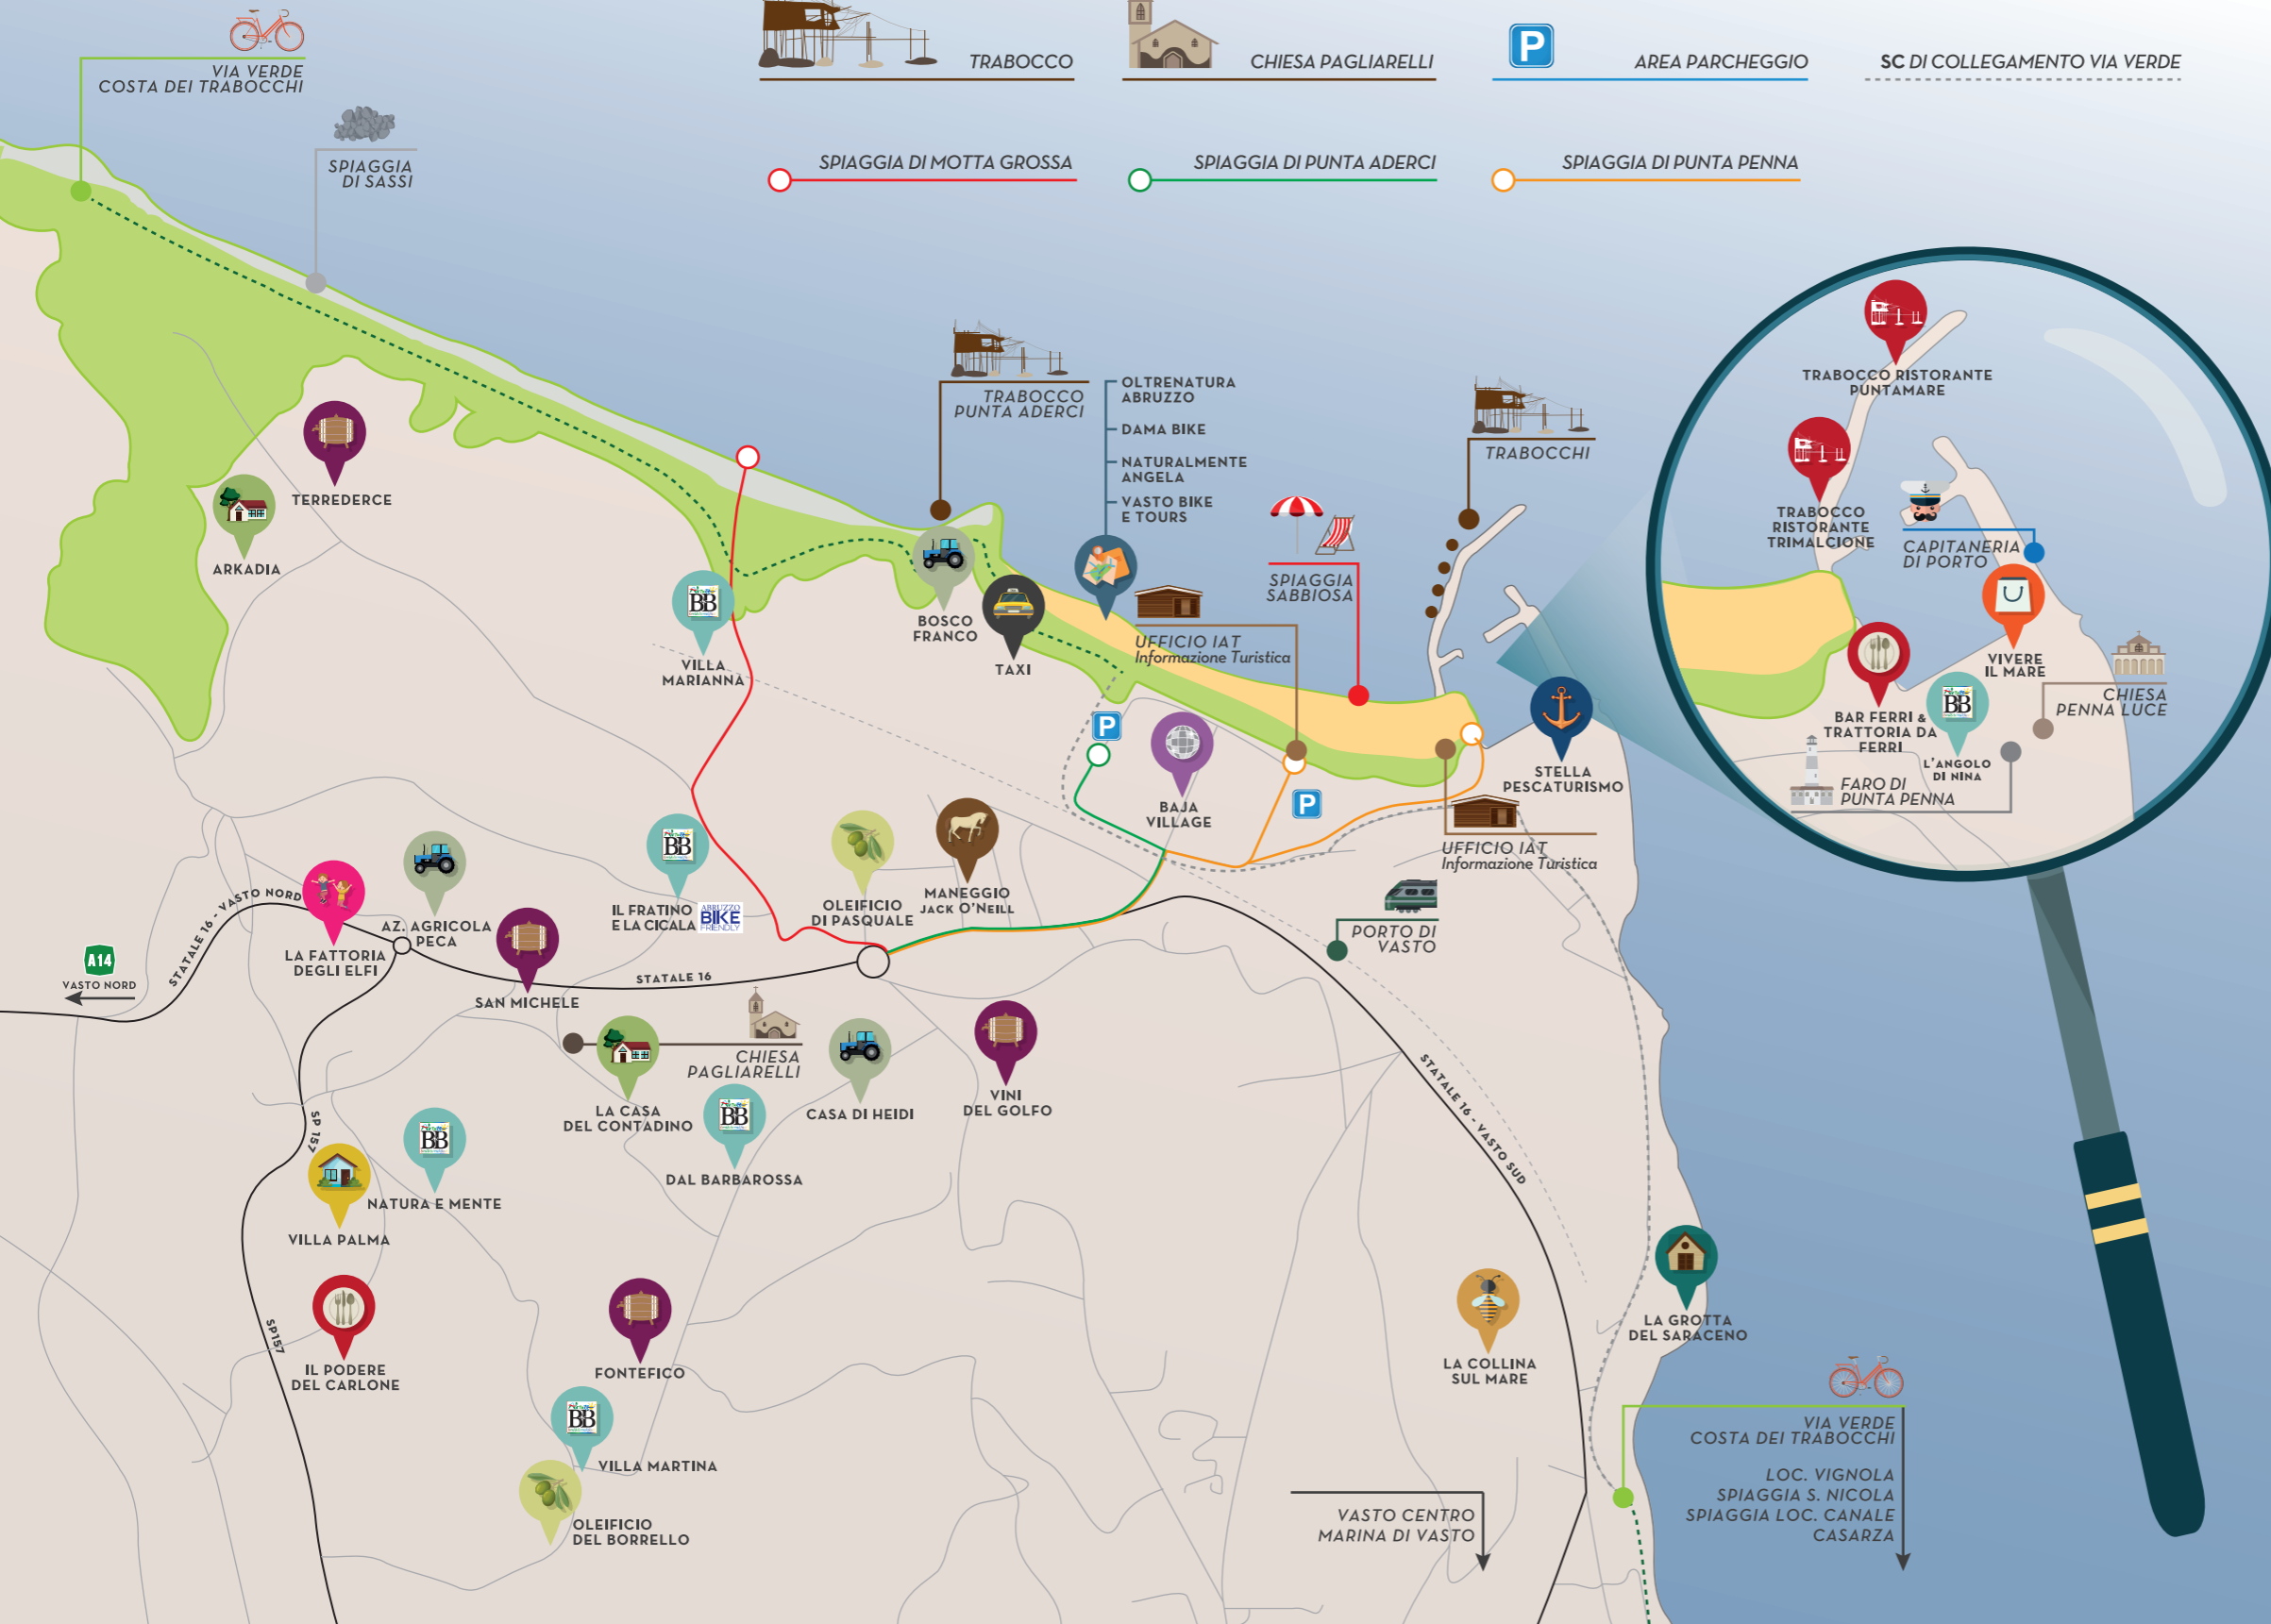 VIA VERDE
COSTA DEI TRABOCCHI
TRABOCCO
CHIESA PAGLIARELLI
P
AREA PARCHEGGIO
SC DI COLLEGAMENTO VIA VERDE
SPIAGGIA
DI SASSI
SPIAGGIA DI MOTTA GROSSA
SPIAGGIA DI PUNTA ADERCI
SPIAGGIA DI PUNTA PENNA
TRABOCCO
PUNTA ADERCI
OLTRENATURA
ABRUZZO
DAMA BIKE
NATURALMENTE
ANGELA
VASTO BIKE
E TOURS
TRABOCCHI
TRABOCCO RISTORANTE
PUNTAMARE
TRABOCCO
RISTORANTE
TRIMALCIONE
CAPITANERIA
DI PORTO
VIVERE
IL MARE
CHIESA
PENNA LUCE
BAR FERRI &
TRATTORIA DA
FERRI
BB
L'ANGOLO
DI NINA
FARO DI
PUNTA PENNA
TERREDERCE
ARKADIA
BB
VILLA
MARIANNA
BOSCO
FRANCO
TAXI
UFFICIO IAT
Informazione Turistica
SPIAGGIA
SABBIOSA
P
BAJA
VILLAGE
P
STELLA
PESCATURISMO
UFFICIO IAT
Informazione Turistica
STATALE 16 - VASTO NORD
A14
VASTO NORD
LA FATTORIA
DEGLI ELFI
AZ. AGRICOLA
PECA
SAN MICHELE
BB
IL FRATINO
E LA CICALA
ABRUZZO
BIKE
FRIENDLY
OLEIFICIO
DI PASQUALE
MANEGGIO
JACK O'NEILL
STATALE 16
PORTO DI
VASTO
CHIESA
PAGLIARELLI
LA CASA
DEL CONTADINO
BB
DAL BARBAROSSA
CASA DI HEIDI
VINI
DEL GOLFO
STATALE 16 - VASTO SUD
SP 157
BB
NATURA E MENTE
VILLA PALMA
SP157
IL PODERE
DEL CARLONE
FONTEFICO
BB
VILLA MARTINA
OLEIFICIO
DEL BORRELLO
LA COLLINA
SUL MARE
LA GROTTA
DEL SARACENO
VIA VERDE
COSTA DEI TRABOCCHI
LOC. VIGNOLA
SPIAGGIA S. NICOLA
SPIAGGIA LOC. CANALE
CASARZA
VASTO CENTRO
MARINA DI VASTO